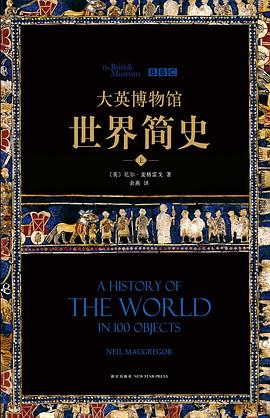 The British Museum BBC
大英博物馆
世界简史
上
〔英〕尼尔·麦格雷戈 著
余燕 译
A HISTORY OF
THE WORLD
IN 100 OBJECTS
NEIL MACGREGOR
新星出版社 NEW STAR PRESS